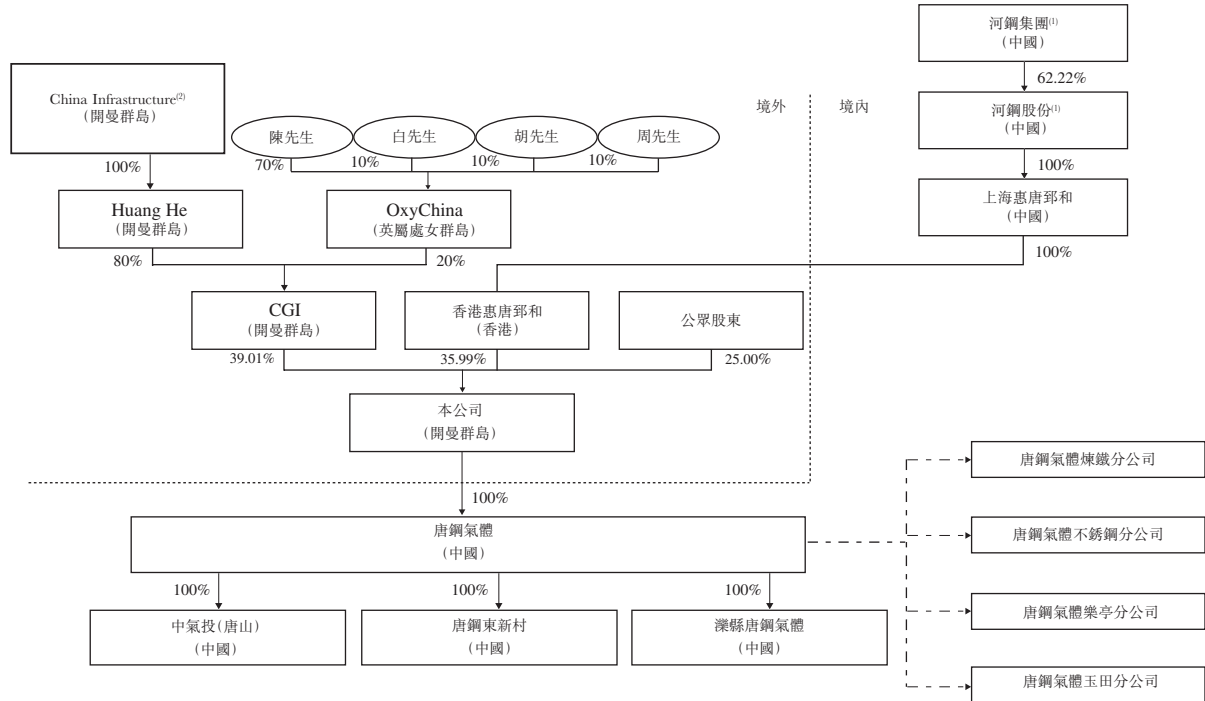 河鋼集團(1)
(中國)
62.22%
China Infrastructure(2)
(開曼群島)
境外
境內
河鋼股份(1)
(中國)
陳先生
白先生
胡先生
周先生
100%
70%
10%
10%
10%
100%
Huang He
(開曼群島)
OxyChina
(英屬處女群島)
上海惠唐郅和
(中國)
80%
20%
100%
CGI
(開曼群島)
香港惠唐郅和
(香港)
公眾股東
39.01%
35.99%
25.00%
本公司
(開曼群島)
100%
唐鋼氣體
(中國)
唐鋼氣體煉鐵分公司
唐鋼氣體不銹鋼分公司
唐鋼氣體樂亭分公司
唐鋼氣體玉田分公司
100%
100%
100%
中氣投(唐山)
(中國)
唐鋼東新村
(中國)
灤縣唐鋼氣體
(中國)